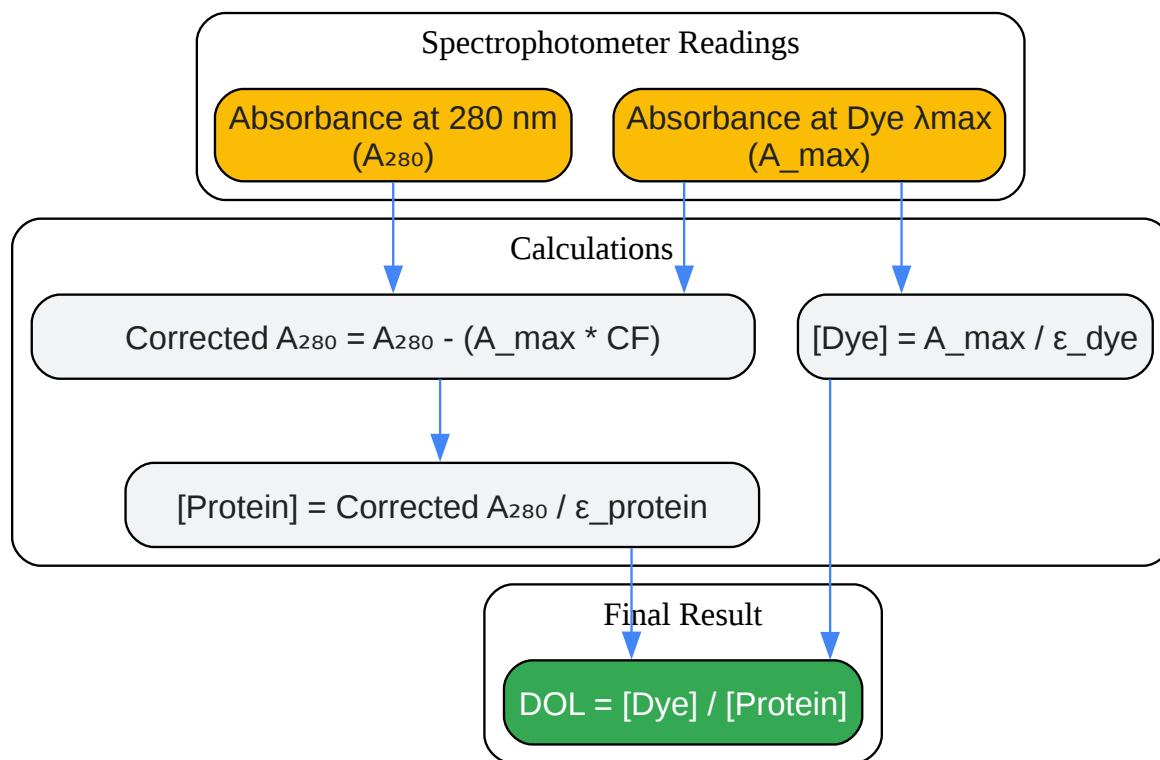 Spectrophotometer Readings
Absorbance at 280 nm
(A₂₈₀)
Absorbance at Dye λmax
(A_max)
Calculations
Corrected A₂₈₀ = A₂₈₀ - (A_max * CF)
[Dye] = A_max / ε_dye
[Protein] = Corrected A₂₈₀ / ε_protein
Final Result
DOL = [Dye] / [Protein]